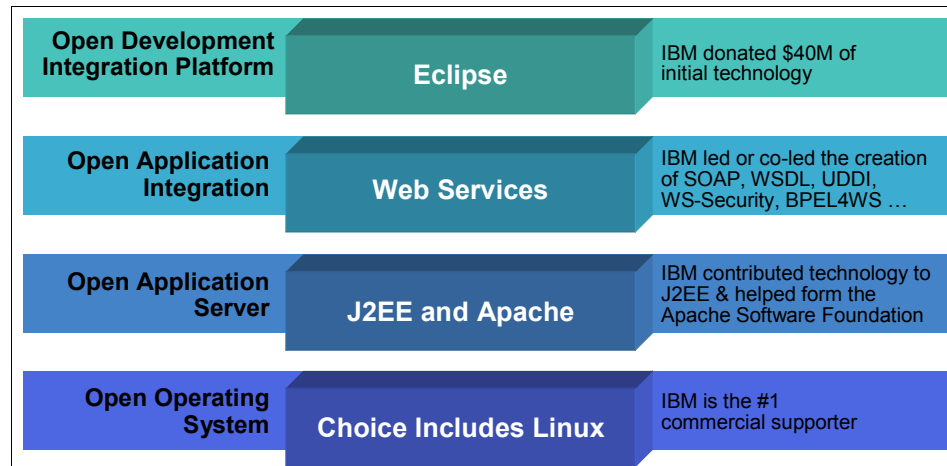 Open Development
Integration Platform
Eclipse
IBM donated $40M of
initial technology
Open Application
Integration
Web Services
IBM led or co-led the creation
of SOAP, WSDL, UDDI,
WS-Security, BPEL4WS …
Open Application
Server
J2EE and Apache
IBM contributed technology to
J2EE & helped form the
Apache Software Foundation
Open Operating
System
Choice Includes Linux
IBM is the #1
commercial supporter